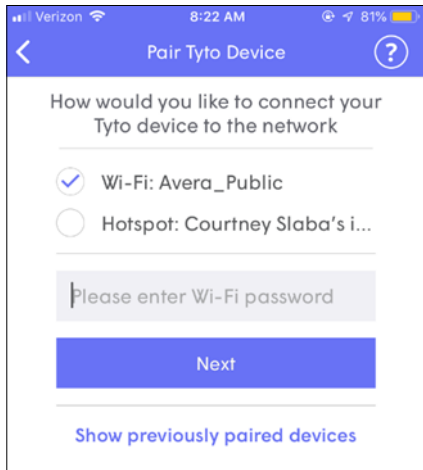 Verizon 8:22 AM 81%
Pair Tyto Device ?
How would you like to connect your
Tyto device to the network
Wi-Fi: Avera_Public
Hotspot: Courtney Slaba's i...
Please enter Wi-Fi password
Next
Show previously paired devices